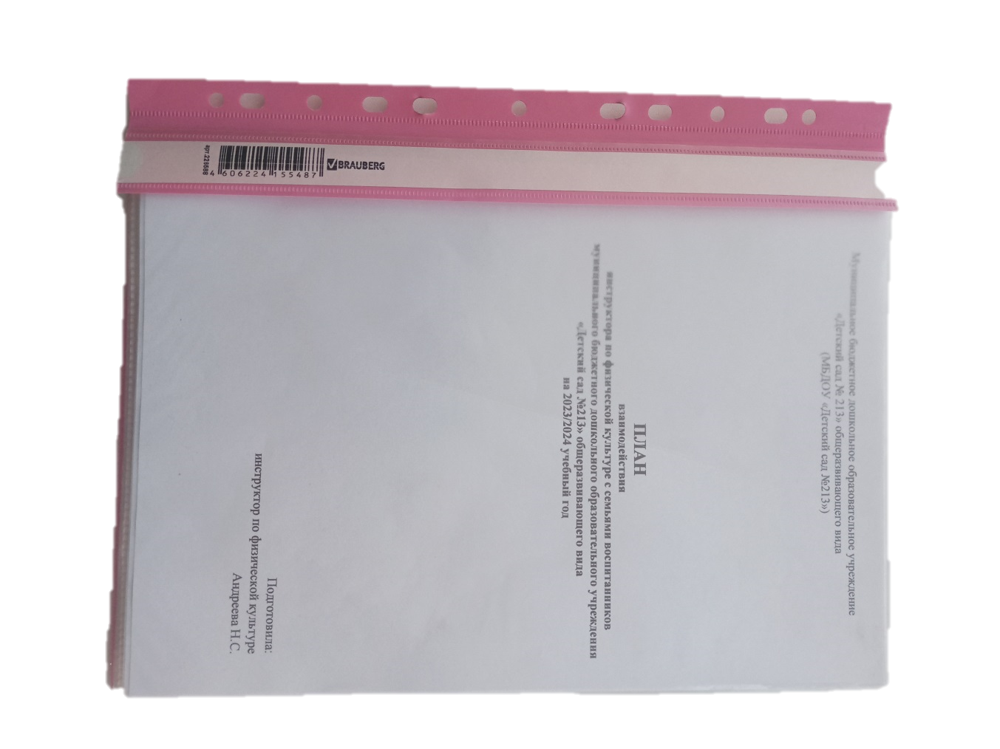 Муниципальное бюджетное дошкольное образовательное учреждение
«Детский сад № 213» общеразвивающего вида
(МБДОУ «Детский сад №213»)
ПЛАН
взаимодействия
инструктора по физической культуре с семьями воспитанников
муниципального бюджетного дошкольного образовательного учреждения
«Детский сад №213» общеразвивающего вида
на 2023/2024 учебный год
Подготовила:
инструктор по физической культуре
Андреева Н.С.
арт.225688
4 606224 155487
BRAUBERG